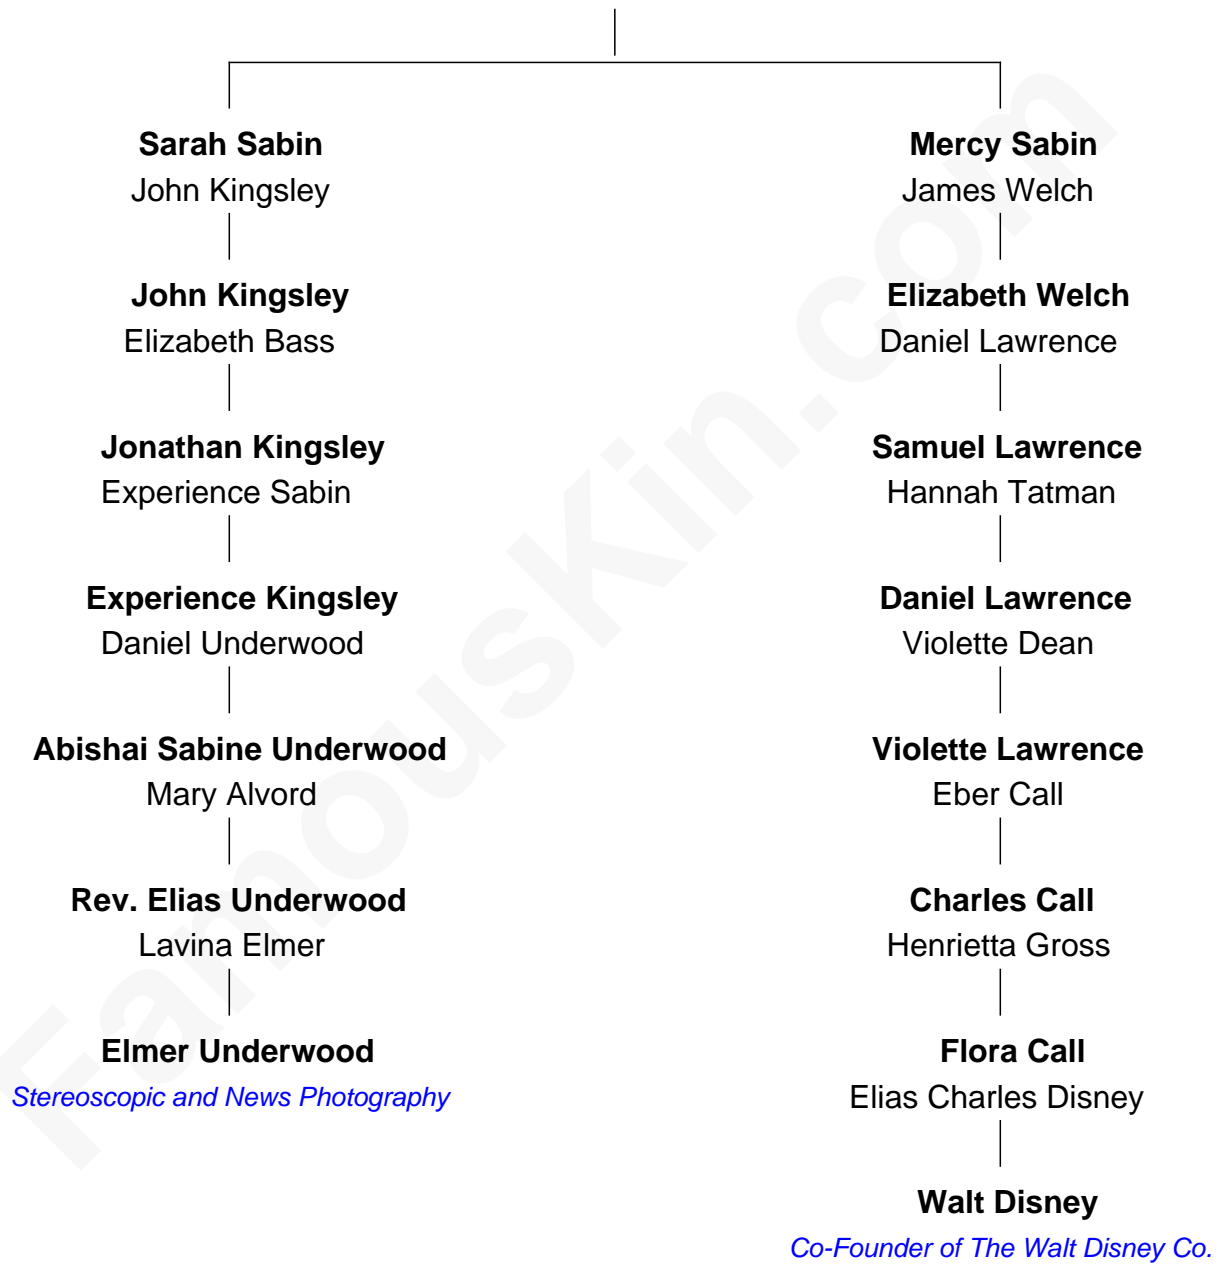 Sarah Sabin
John Kingsley
John Kingsley
Elizabeth Bass
Jonathan Kingsley
Experience Sabin
Experience Kingsley
Daniel Underwood
Abishai Sabine Underwood
Mary Alvord
Rev. Elias Underwood
Lavina Elmer
Elmer Underwood
Stereoscopic and News Photography
Mercy Sabin
James Welch
Elizabeth Welch
Daniel Lawrence
Samuel Lawrence
Hannah Tatman
Daniel Lawrence
Violette Dean
Violette Lawrence
Eber Call
Charles Call
Henrietta Gross
Flora Call
Elias Charles Disney
Walt Disney
Co-Founder of The Walt Disney Co.
FamousKin.com